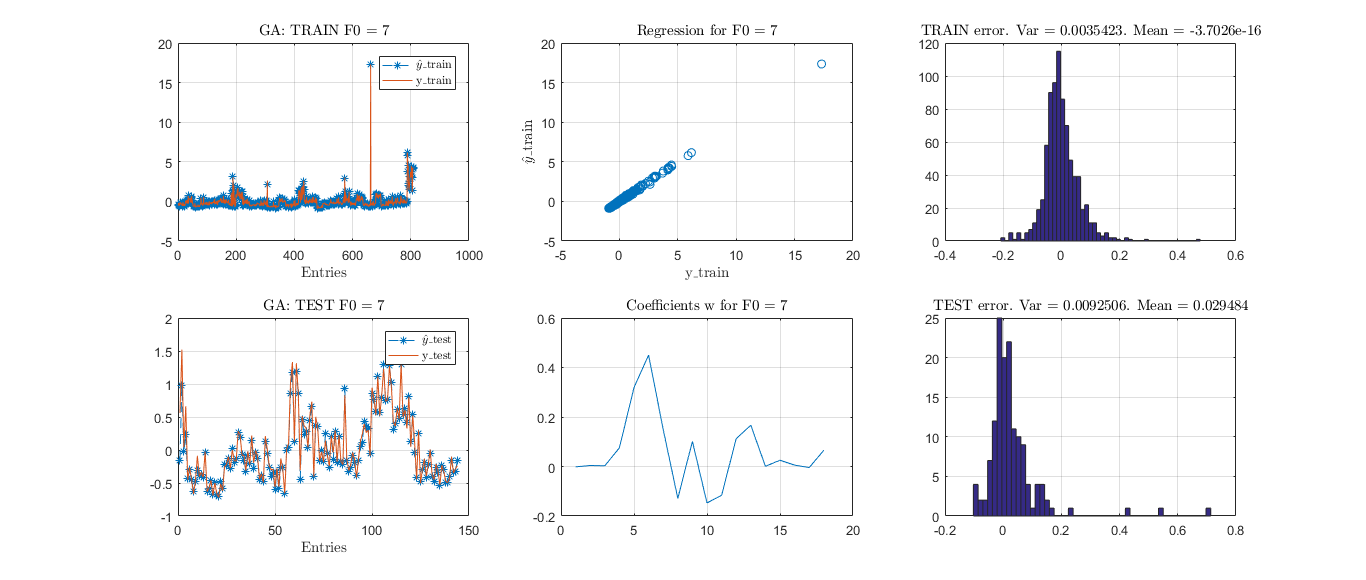 GA: TRAIN F0 = 7
20
15
10
5
0
-5
0 200 400 600 800 1000
Entries
ŷ_train
y_train
Regression for F0 = 7
ŷ_train
20
15
10
5
0
-5
-5 0 5 10 15 20
y_train
TRAIN error. Var = 0.0035423. Mean = -3.7026e-16
120
100
80
60
40
20
0
-0.4 -0.2 0 0.2 0.4 0.6
GA: TEST F0 = 7
2
1.5
1
0.5
0
-0.5
-1
0 50 100 150
Entries
ŷ_test
y_test
Coefficients w for F0 = 7
0.6
0.4
0.2
0
-0.2
0 5 10 15 20
TEST error. Var = 0.0092506. Mean = 0.029484
25
20
15
10
5
0
-0.2 0 0.2 0.4 0.6 0.8